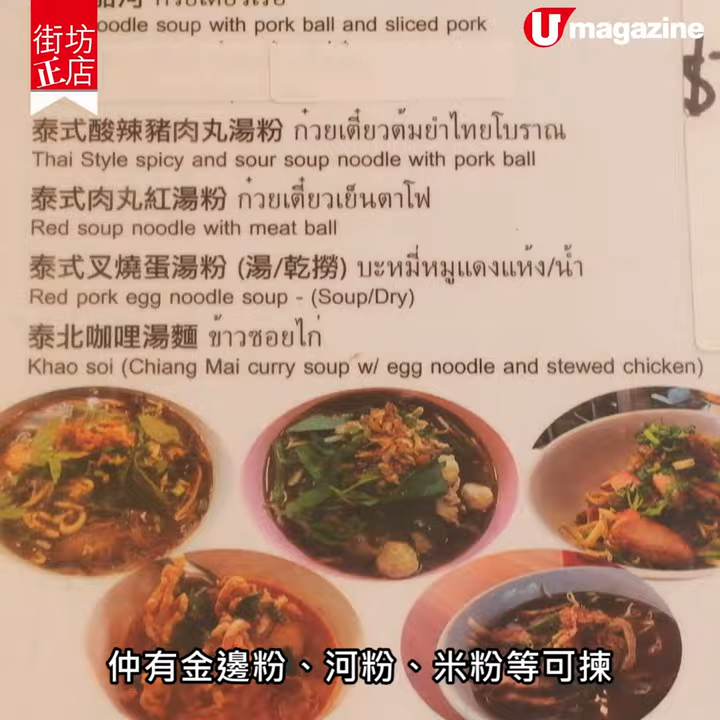 街坊
正店
U magazine
noodle soup with pork ball and sliced pork
泰式酸辣豬肉丸湯粉 ก๋วยเตี๋ยวต้มยำไทยโบราณ
Thai Style spicy and sour soup noodle with pork ball
泰式肉丸紅湯粉 ก๋วยเตี๋ยวเย็นตาโฟ
Red soup noodle with meat ball
泰式叉燒蛋湯粉 (湯/乾撈) บะหมี่หมูแดงแห้ง/น้ำ
Red pork egg noodle soup - (Soup/Dry)
泰北咖哩湯麵 ข้าวซอยไก่
Khao soi (Chiang Mai curry soup w/ egg noodle and stewed chicken)
仲有金邊粉、河粉、米粉等可揀